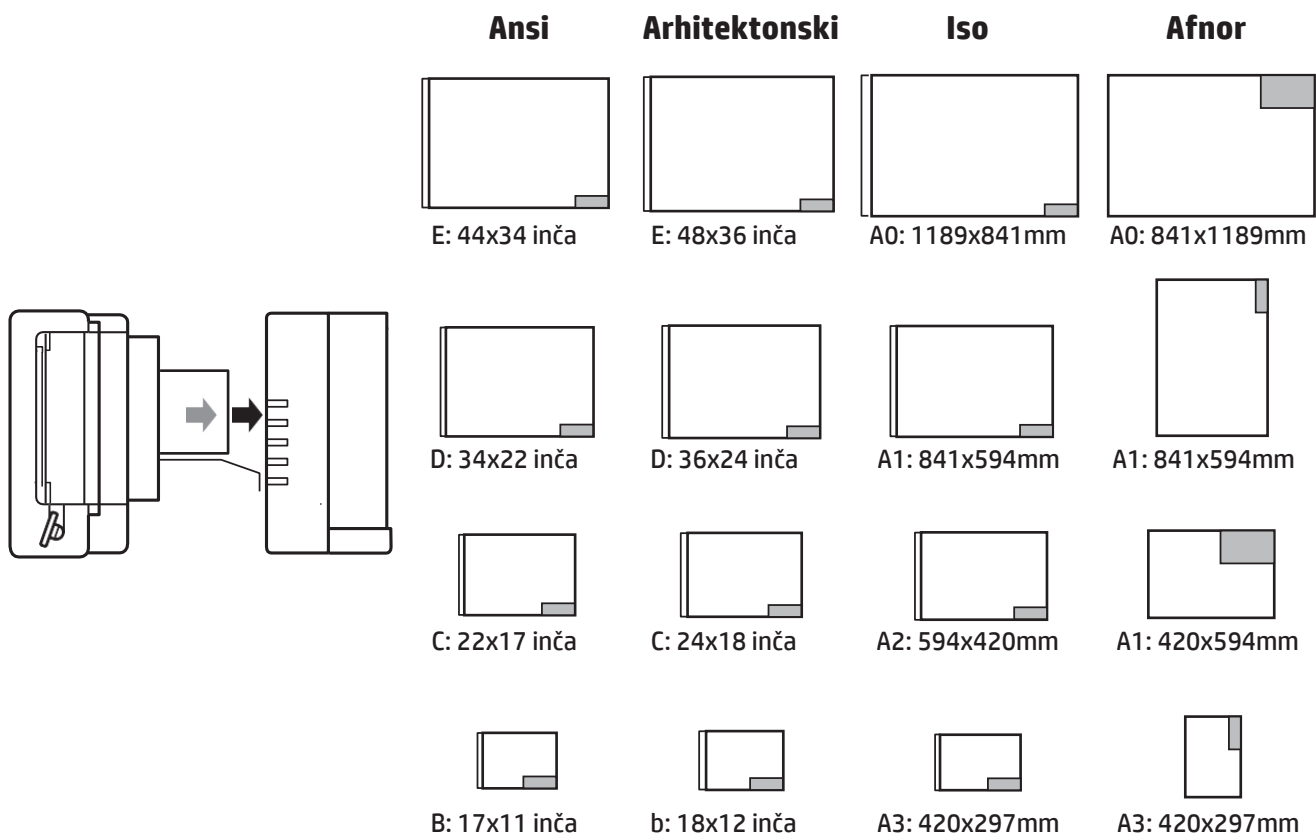 Ansi Arhitektonski Iso Afnor
E: 44x34 inča E: 48x36 inča A0: 1189x841mm A0: 841x1189mm
D: 34x22 inča D: 36x24 inča A1: 841x594mm A1: 841x594mm
C: 22x17 inča C: 24x18 inča A2: 594x420mm A1: 420x594mm
B: 17x11 inča b: 18x12 inča A3: 420x297mm A3: 420x297mm